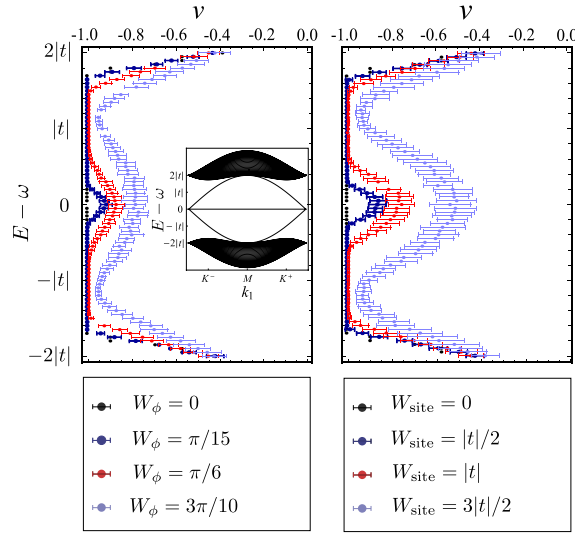 ν ν
-1.0 -0.8 -0.6 -0.4 -0.2 0.0 -1.0 -0.8 -0.6 -0.4 -0.2 0.0
2|t|
|t|
0
−|t|
−2|t|
E − ω
2|t|
|t|
0
−|t|
−2|t|
E − ω
K⁻ M K⁺
k₁
W_ϕ = 0
W_ϕ = π/15
W_ϕ = π/6
W_ϕ = 3π/10
W_site = 0
W_site = |t|/2
W_site = |t|
W_site = 3|t|/2